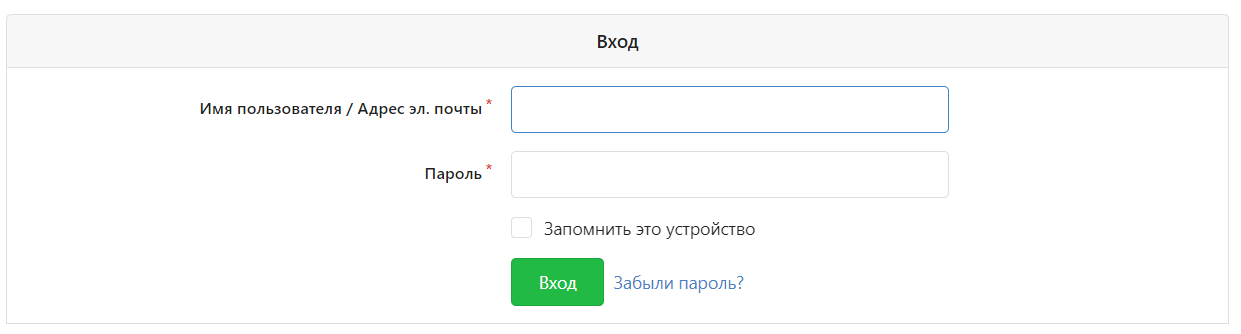 Вход
Имя пользователя / Адрес эл. почты *
Пароль *
Запомнить это устройство
Вход Забыли пароль?